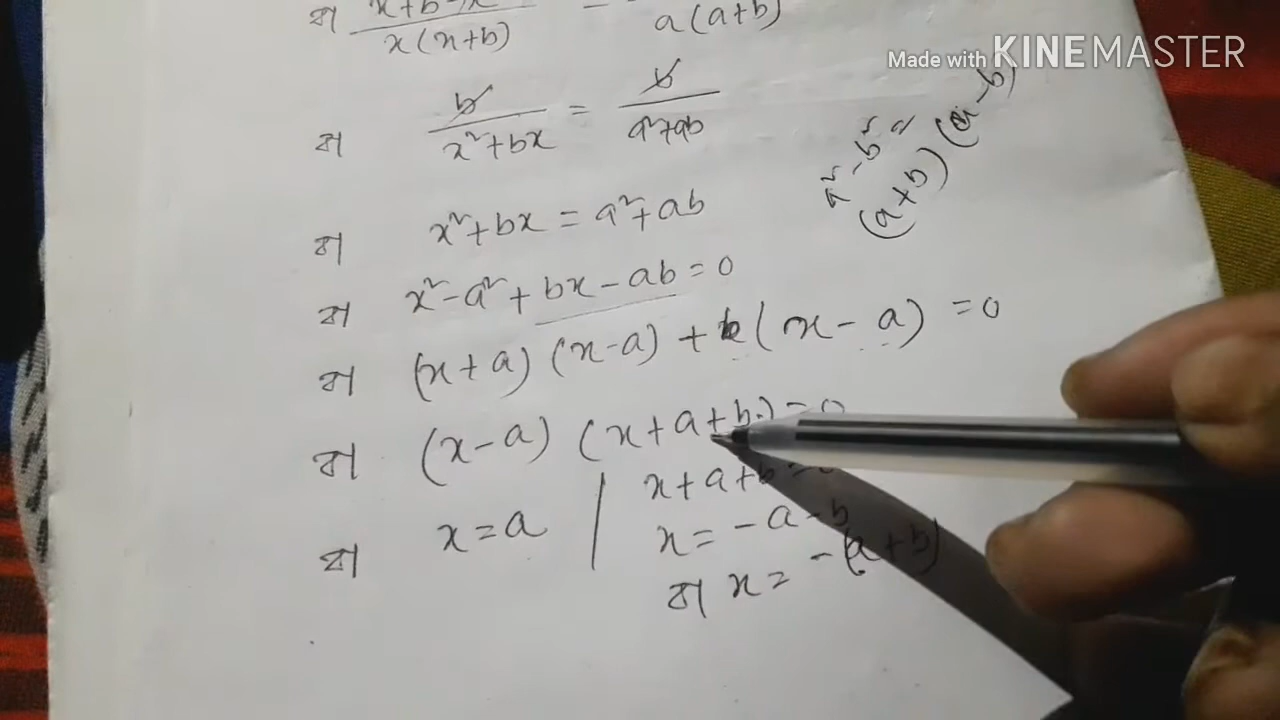 Made with KINEMASTER
বা x+b-x / x(x+b) = a(a+b)
বা b / x²+bx = b / a²+ab
a²-b² =
(a+b)(a-b)
বা x²+bx = a²+ab
বা x²-a²+bx-ab=0
বা (x+a)(x-a)+b(x-a)=0
বা (x-a)(x+a+b)=0
বা x=a | x+a+b=0
x=-a-b
বা x=-(a+b)